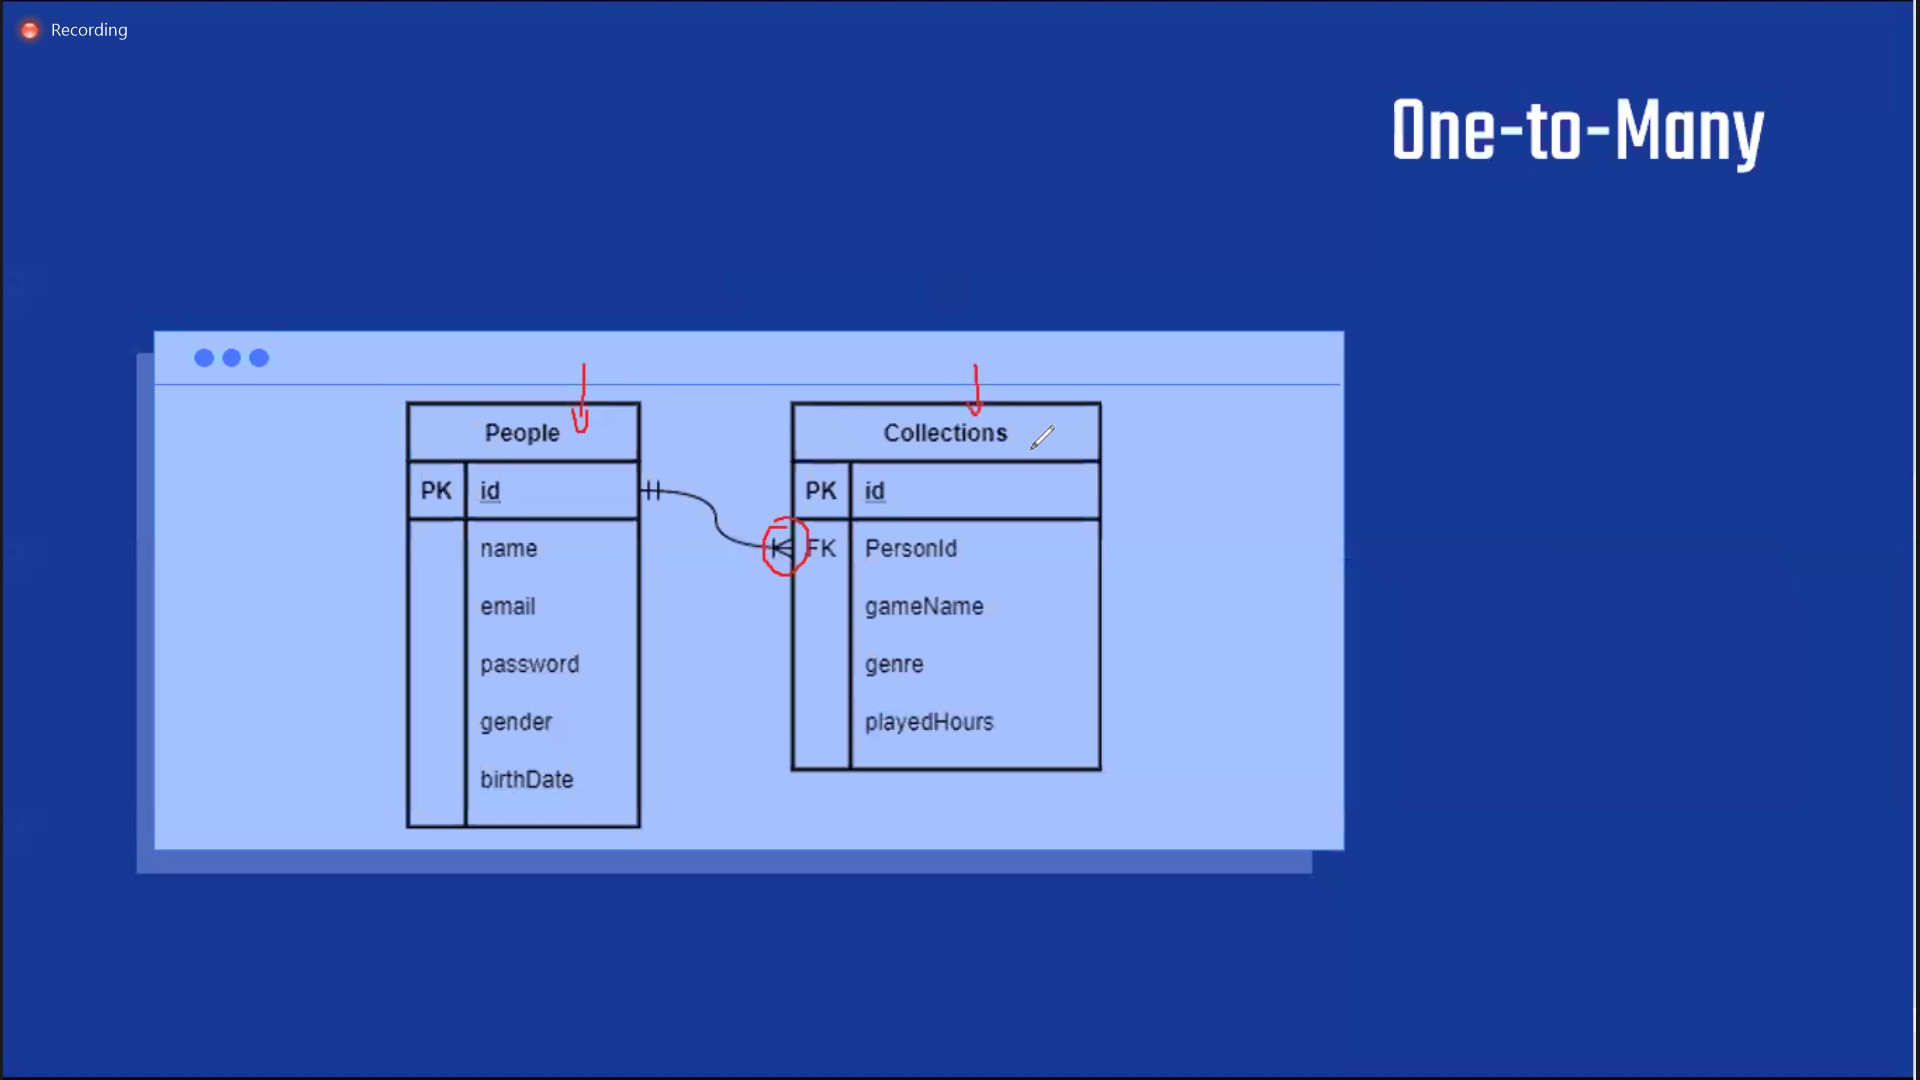 Recording
One-to-Many
People
PK id
name
email
password
gender
birthDate
Collections
PK id
FK PersonId
gameName
genre
playedHours